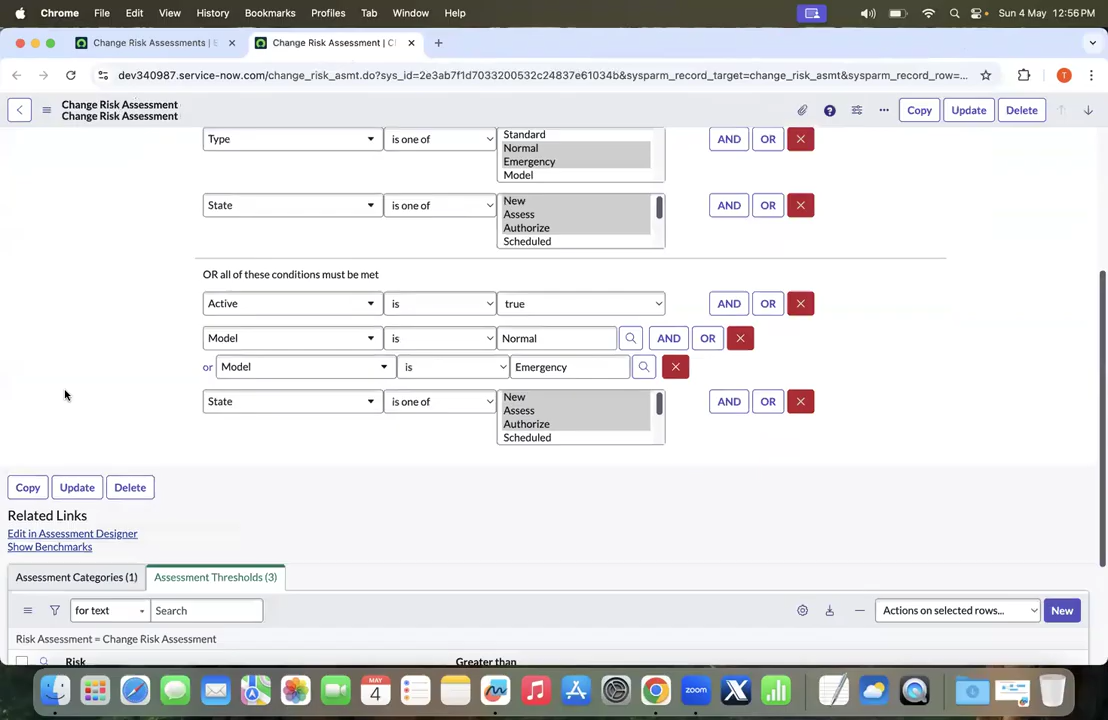 Chrome File Edit View History Bookmarks Profiles Tab Window Help Sun 4 May 12:56 PM
Change Risk Assessments | Change Risk Assessment | C
dev340987.service-now.com/change_risk_asmt.do?sys_id=2e3ab7f1d7033200532c24837e61034b&sysparm_record_target=change_risk_asmt&sysparm_record_row=... T
Change Risk Assessment
Change Risk Assessment
Copy Update Delete
Standard
Type is one of Normal AND OR
Emergency
Model
State is one of New AND OR
Assess
Authorize
Scheduled
OR all of these conditions must be met
Active is true AND OR
Model is Normal AND OR
or Model is Emergency
State is one of New AND OR
Assess
Authorize
Scheduled
Copy Update Delete
Related Links
Edit in Assessment Designer
Show Benchmarks
Assessment Categories (1) Assessment Thresholds (3)
for text Search Actions on selected rows... New
Risk Assessment = Change Risk Assessment
Risk Greater than
MAY
4
zoom